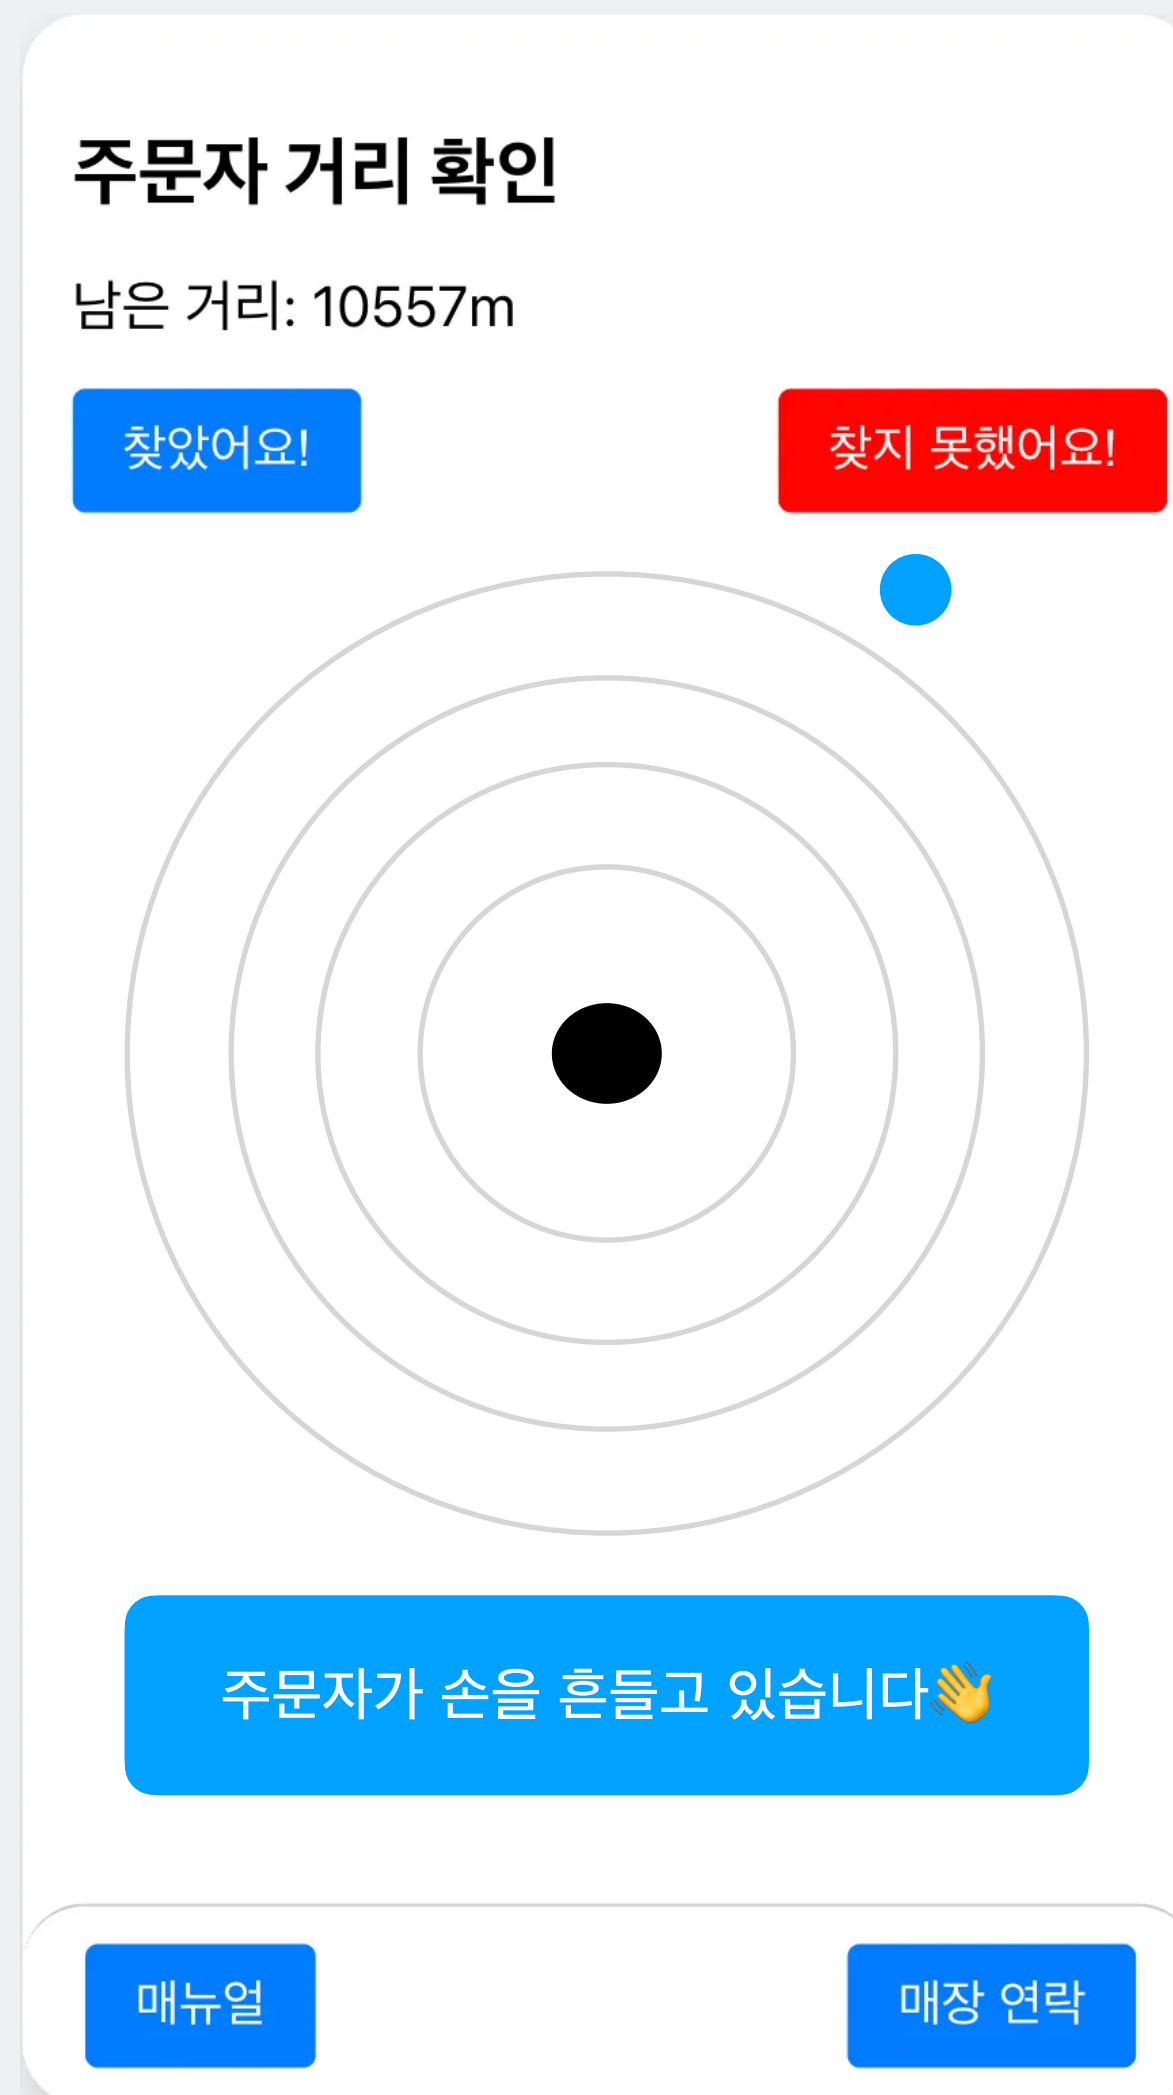 주문자 거리 확인
남은 거리: 10557m
찾았어요!
찾지 못했어요!
주문자가 손을 흔들고 있습니다👋
매뉴얼
매장 연락